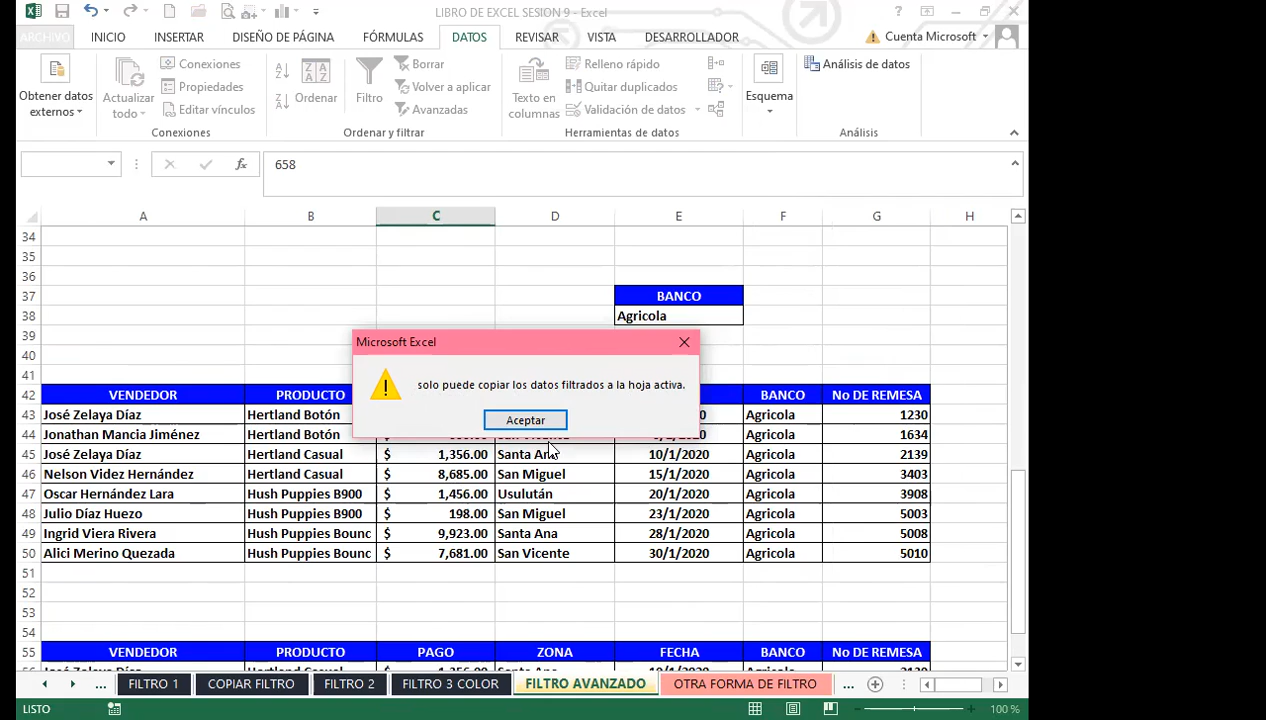 LIBRO DE EXCEL SESION 9 - Excel
ARCHIVO INICIO INSERTAR DISEÑO DE PÁGINA FÓRMULAS DATOS REVISAR VISTA DESARROLLADOR Cuenta Microsoft
Obtener datos externos
Actualizar todo
Conexiones
Propiedades
Editar vínculos
Conexiones
Ordenar
Filtro
Borrar
Volver a aplicar
Avanzadas
Ordenar y filtrar
Texto en columnas
Relleno rápido
Quitar duplicados
Validación de datos
Herramientas de datos
Esquema
Análisis de datos
Análisis
fx 658
A B C D E F G H
34
35
36
37 BANCO
38 Agricola
39
40
41
Microsoft Excel
solo puede copiar los datos filtrados a la hoja activa.
Aceptar
42 VENDEDOR PRODUCTO BANCO No DE REMESA
43 José Zelaya Díaz Hertland Botón Agricola 1230
44 Jonathan Mancia Jiménez Hertland Botón Agricola 1634
45 José Zelaya Díaz Hertland Casual $ 1,356.00 Santa Ana 10/1/2020 Agricola 2139
46 Nelson Videz Hernández Hertland Casual $ 8,685.00 San Miguel 15/1/2020 Agricola 3403
47 Oscar Hernández Lara Hush Puppies B900 $ 1,456.00 Usulután 20/1/2020 Agricola 3908
48 Julio Díaz Huezo Hush Puppies B900 $ 198.00 San Miguel 23/1/2020 Agricola 5003
49 Ingrid Viera Rivera Hush Puppies Bounc $ 9,923.00 Santa Ana 28/1/2020 Agricola 5008
50 Alici Merino Quezada Hush Puppies Bounc $ 7,681.00 San Vicente 30/1/2020 Agricola 5010
51
52
53
54
55 VENDEDOR PRODUCTO PAGO ZONA FECHA BANCO No DE REMESA
... FILTRO 1 COPIAR FILTRO FILTRO 2 FILTRO 3 COLOR FILTRO AVANZADO OTRA FORMA DE FILTRO ...
LISTO 100 %